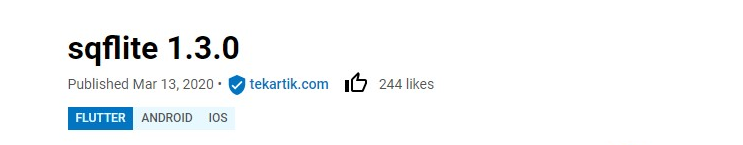 sqflite 1.3.0
Published Mar 13, 2020 • tekartik.com 244 likes
FLUTTER ANDROID IOS